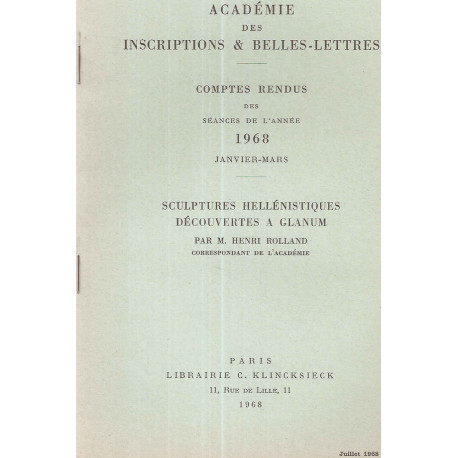 ACADÉMIE
DES
INSCRIPTIONS & BELLES-LETTRES
COMPTES RENDUS
DES
SÉANCES DE L'ANNÉE
1968
JANVIER-MARS
SCULPTURES HELLÉNISTIQUES
DÉCOUVERTES A GLANUM
PAR M. HENRI ROLLAND
CORRESPONDANT DE L'ACADÉMIE
PARIS
LIBRAIRIE C. KLINCKSIECK
11, RUE DE LILLE, 11
1968
Juillet 1968